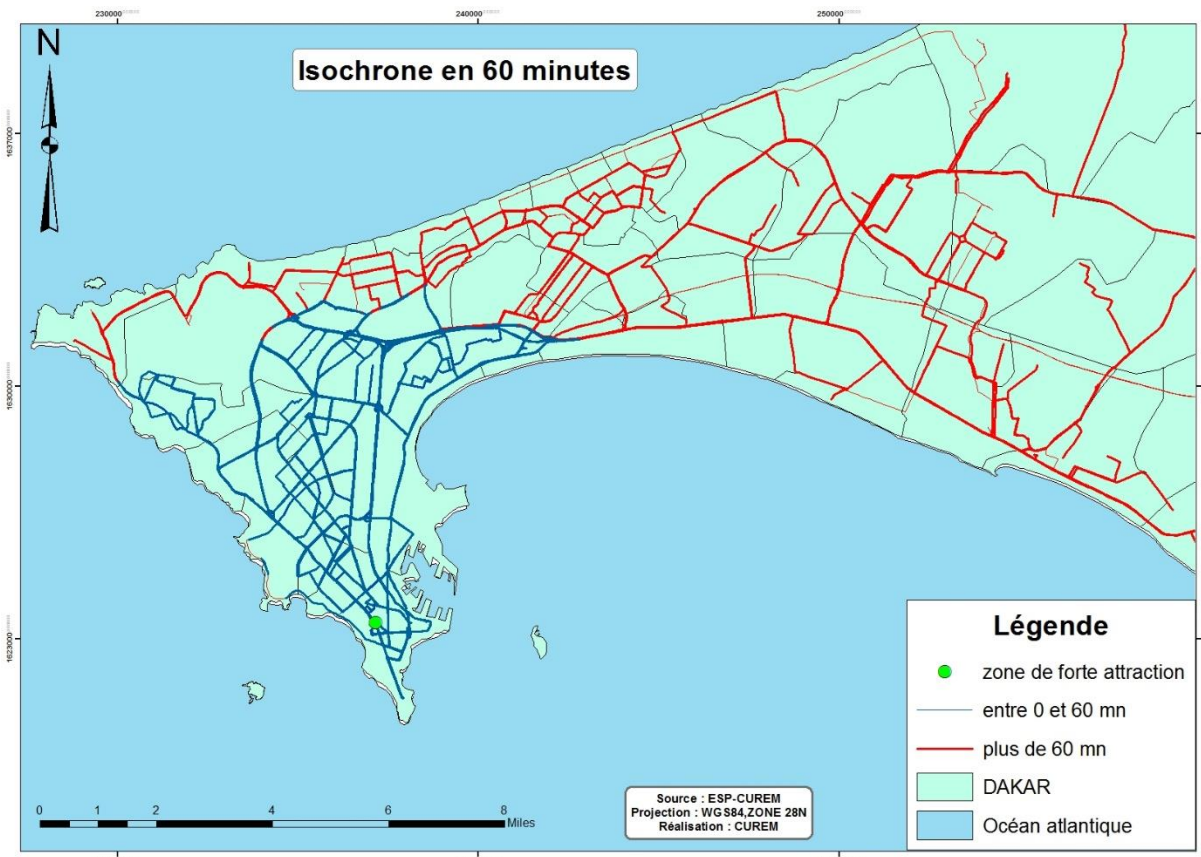 230000
240000
250000
N
Isochrone en 60 minutes
1637000
1630000
1623000
Légende
zone de forte attraction
entre 0 et 60 mn
plus de 60 mn
DAKAR
Océan atlantique
Source : ESP-CUREM
Projection : WGS84,ZONE 28N
Réalisation : CUREM
0 1 2 4 6 8
Miles